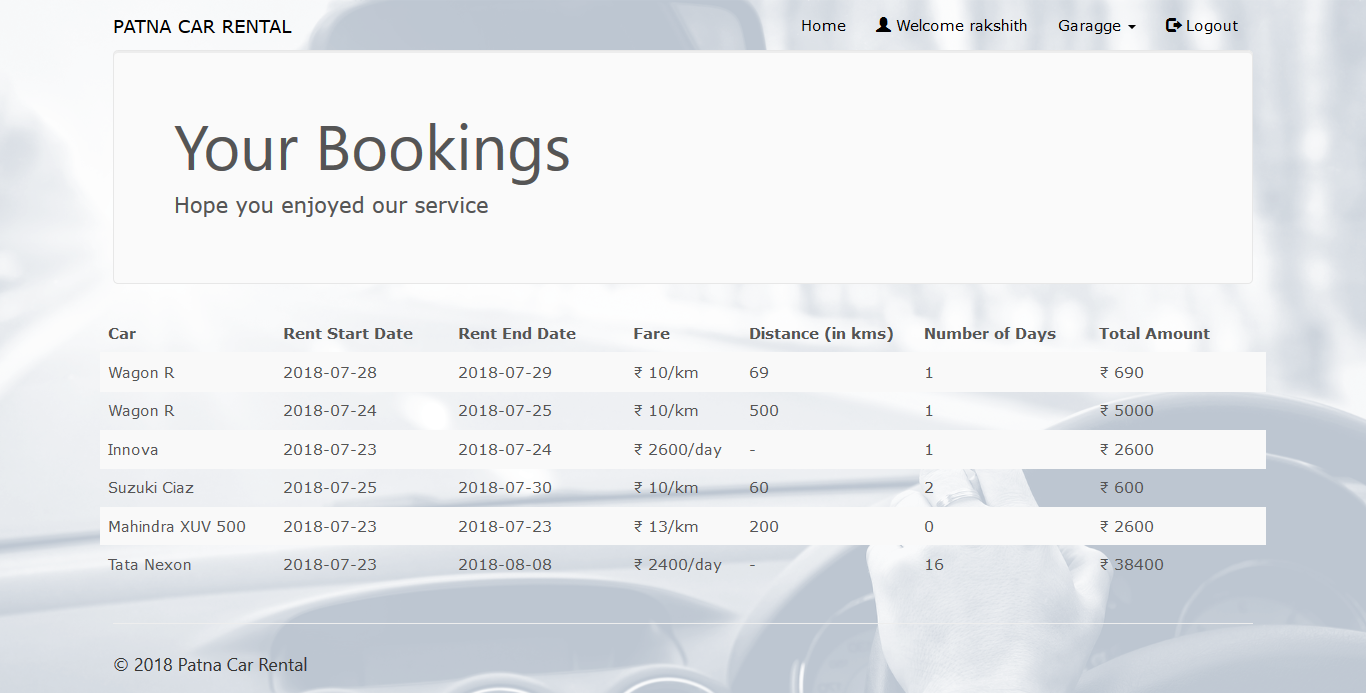 PATNA CAR RENTAL Home Welcome rakshith Garagge Logout
Your Bookings
Hope you enjoyed our service
Car Rent Start Date Rent End Date Fare Distance (in kms) Number of Days Total Amount
Wagon R 2018-07-28 2018-07-29 ₹ 10/km 69 1 ₹ 690
Wagon R 2018-07-24 2018-07-25 ₹ 10/km 500 1 ₹ 5000
Innova 2018-07-23 2018-07-24 ₹ 2600/day - 1 ₹ 2600
Suzuki Ciaz 2018-07-25 2018-07-30 ₹ 10/km 60 2 ₹ 600
Mahindra XUV 500 2018-07-23 2018-07-23 ₹ 13/km 200 0 ₹ 2600
Tata Nexon 2018-07-23 2018-08-08 ₹ 2400/day - 16 ₹ 38400
© 2018 Patna Car Rental